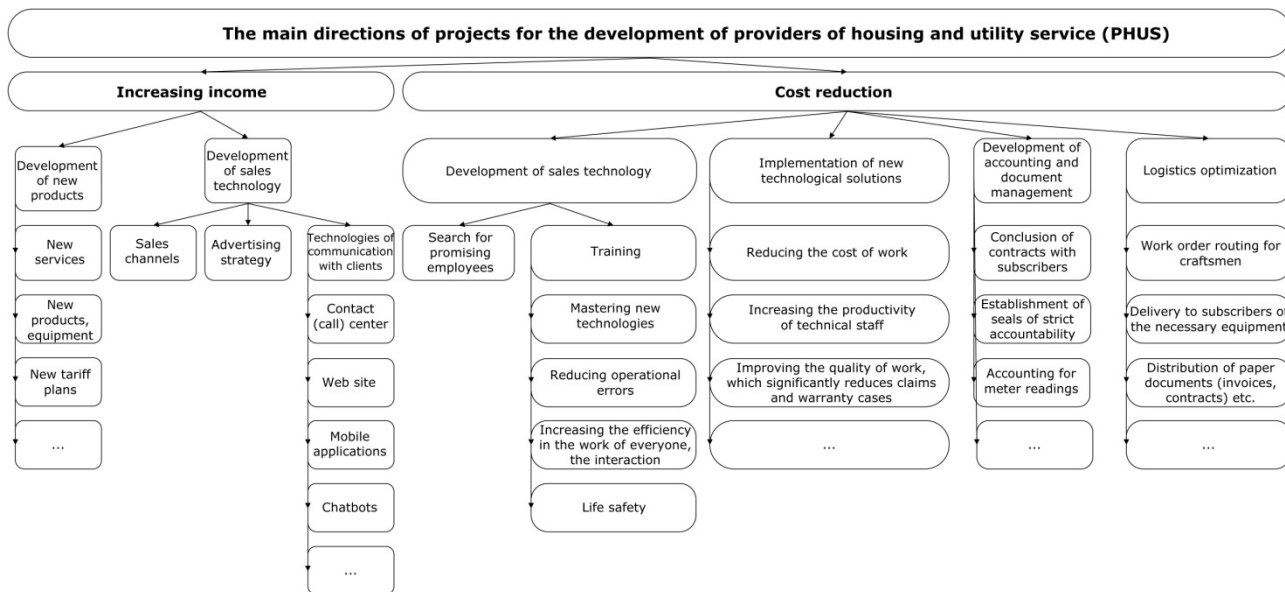 The main directions of projects for the development of providers of housing and utility service (PHUS)
Increasing income
Cost reduction
Development
of new
products
Development
of sales
technology
Development of sales technology
Implementation of new
technological solutions
Development of
accounting and
document
management
Logistics optimization
New
services
Sales
channels
Advertising
strategy
Technologies of
communication
with clients
Search for
promising
employees
Training
Reducing the cost of work
Conclusion of
contracts with
subscribers
Work order routing for
craftsmen
New
products,
equipment
Contact
(call) center
Mastering new
technologies
Increasing the productivity
of technical staff
Establishment of
seals of strict
accountability
Delivery to subscribers of
the necessary equipment
New tariff
plans
Web site
Reducing operational
errors
Improving the quality of work,
which significantly reduces claims
and warranty cases
Accounting for
meter readings
Distribution of paper
documents (invoices,
contracts) etc.
...
Mobile
applications
Increasing the efficiency
in the work of everyone,
the interaction
...
...
...
Chatbots
Life safety
...